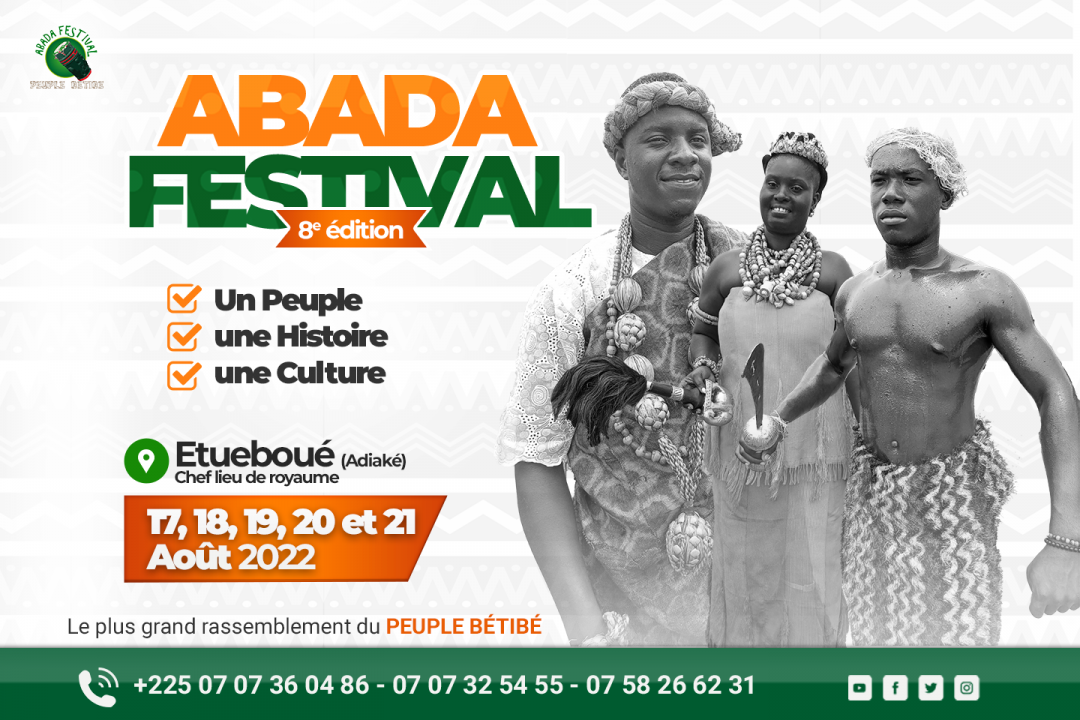 ABADA FESTIVAL
PEUPLE BÉTIBÉ
ABADA
FESTIVAL
8e édition
Un Peuple
une Histoire
une Culture
Etueboué (Adiaké)
Chef lieu de royaume
17, 18, 19, 20 et 21
Août 2022
Le plus grand rassemblement du PEUPLE BÉTIBÉ
+225 07 07 36 04 86 - 07 07 32 54 55 - 07 58 26 62 31